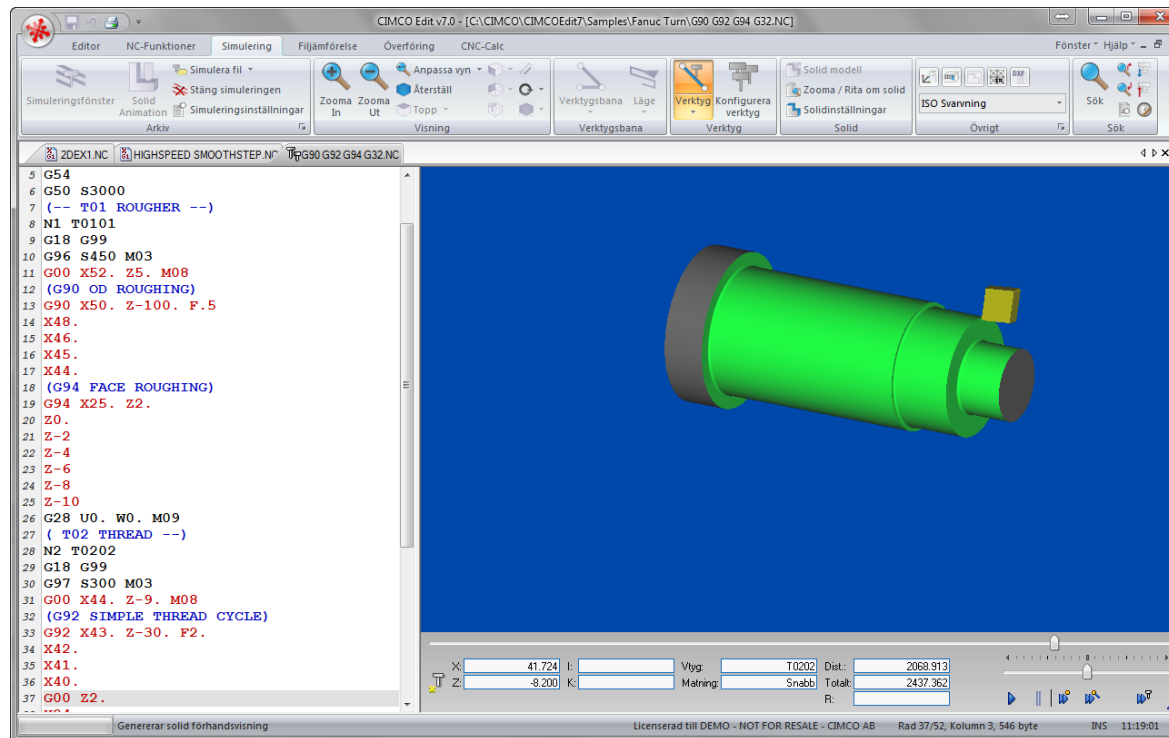 CIMCO Edit v7.0 - [C:\CIMCO\CIMCOEdit7\Samples\Fanuc Turn\G90 G92 G94 G32.NC]
Editor NC-Funktioner Simulering Filjämförelse Överföring CNC-Calc Fönster Hjälp
Simuleringsfönster
Solid Animation
Simulera fil
Stäng simuleringen
Simuleringsinställningar
Arkiv
Zooma In
Zooma Ut
Anpassa vyn
Återställ
Topp
Visning
Verktygsbana
Läge
Verktygsbana
Verktyg
Konfigurera verktyg
Verktyg
Solid modell
Zooma / Rita om solid
Solidinställningar
Solid
DXF
ISO Svarvning
Övrigt
Sök
Sök
2DEX1.NC HIGHSPEED SMOOTHSTEP.NC G90 G92 G94 G32.NC
5 G54
6 G50 S3000
7 (-- T01 ROUGHER --)
8 N1 T0101
9 G18 G99
10 G96 S450 M03
11 G00 X52. Z5. M08
12 (G90 OD ROUGHING)
13 G90 X50. Z-100. F.5
14 X48.
15 X46.
16 X45.
17 X44.
18 (G94 FACE ROUGHING)
19 G94 X25. Z2.
20 Z0.
21 Z-2
22 Z-4
23 Z-6
24 Z-8
25 Z-10
26 G28 U0. W0. M09
27 ( T02 THREAD --)
28 N2 T0202
29 G18 G99
30 G97 S300 M03
31 G00 X44. Z-9. M08
32 (G92 SIMPLE THREAD CYCLE)
33 G92 X43. Z-30. F2.
34 X42.
35 X41.
36 X40.
37 G00 Z2.
X: 41.724 I: Vtyg: T0202 Dist.: 2068.913
Z: -8.200 K: Matning: Snabb Totalt: 2437.362
R:
Genererar solid förhandsvisning Licenserad till DEMO - NOT FOR RESALE - CIMCO AB Rad 37/52, Kolumn 3, 546 byte INS 11:19:01